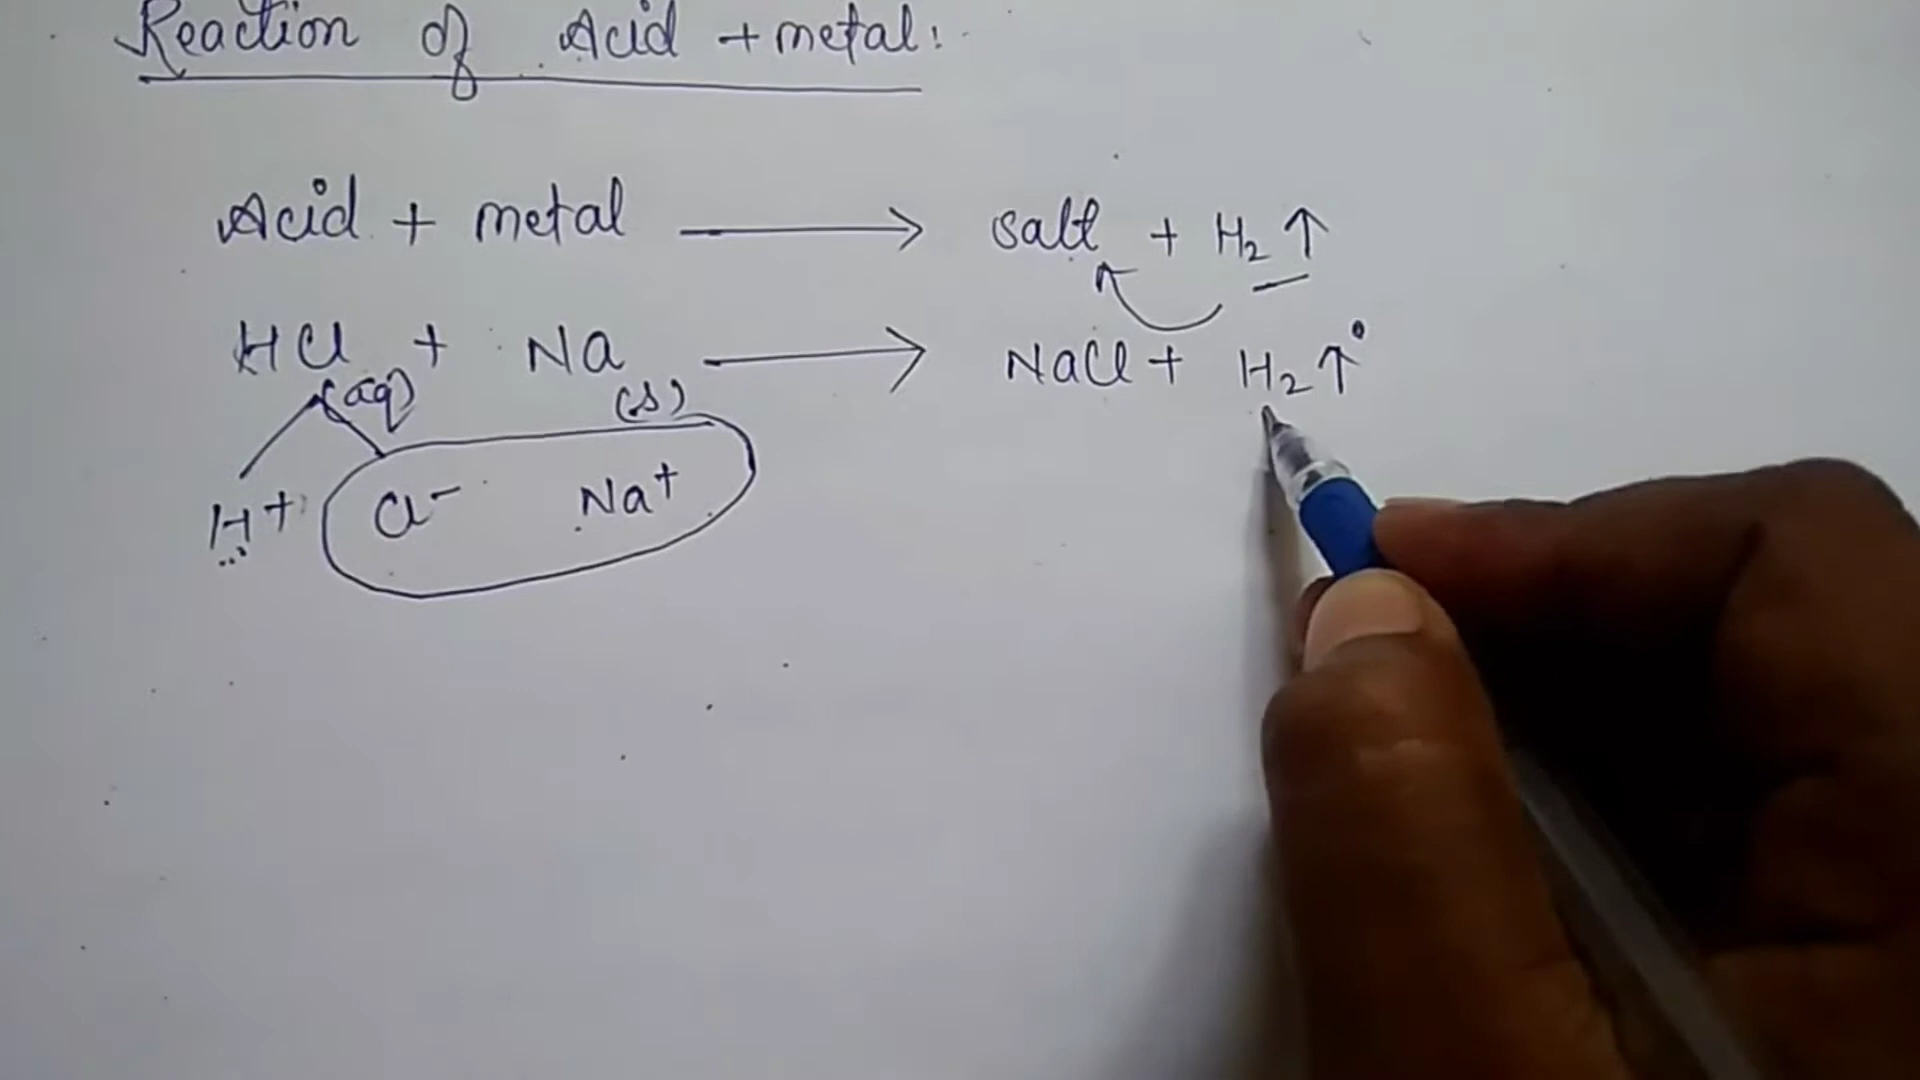 Reaction of Acid + metal:
Acid + metal → Salt + H₂ ↑
HCl (aq) + Na (s) → NaCl + H₂ ↑
H+ Cl⁻ Na⁺